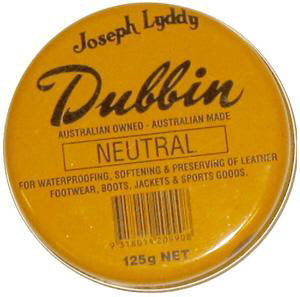 Joseph Lyddy
Dubbin
AUSTRALIAN OWNED - AUSTRALIAN MADE
NEUTRAL
FOR WATERPROOFING, SOFTENING & PRESERVING OF LEATHER
FOOTWEAR, BOOTS, JACKETS & SPORTS GOODS.
125g NET